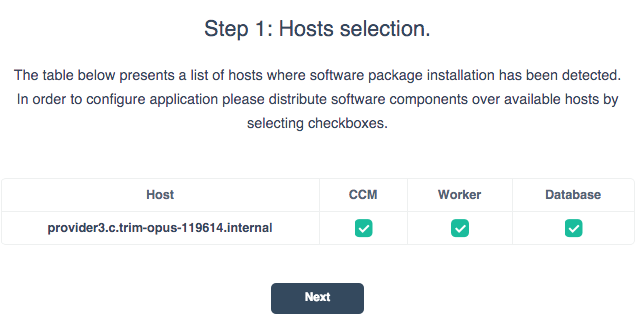 Step 1: Hosts selection.
The table below presents a list of hosts where software package installation has been detected.
In order to configure application please distribute software components over available hosts by
selecting checkboxes.
Host CCM Worker Database
provider3.c.trim-opus-119614.internal
Next